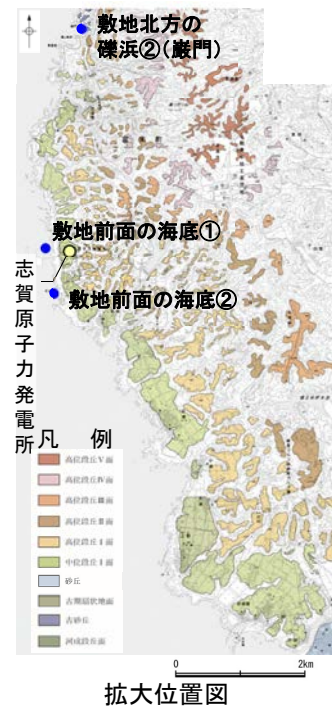 敷地北方の
礫浜②(巌門)
敷地前面の海底①
敷地前面の海底②
志賀原子力発電所
凡 例
高位段丘Ⅴ面
高位段丘Ⅳ面
高位段丘Ⅲ面
高位段丘Ⅱ面
高位段丘Ⅰ面
中位段丘Ⅰ面
砂丘
古期扇状地面
古砂丘
河成段丘面
0 2km
拡大位置図